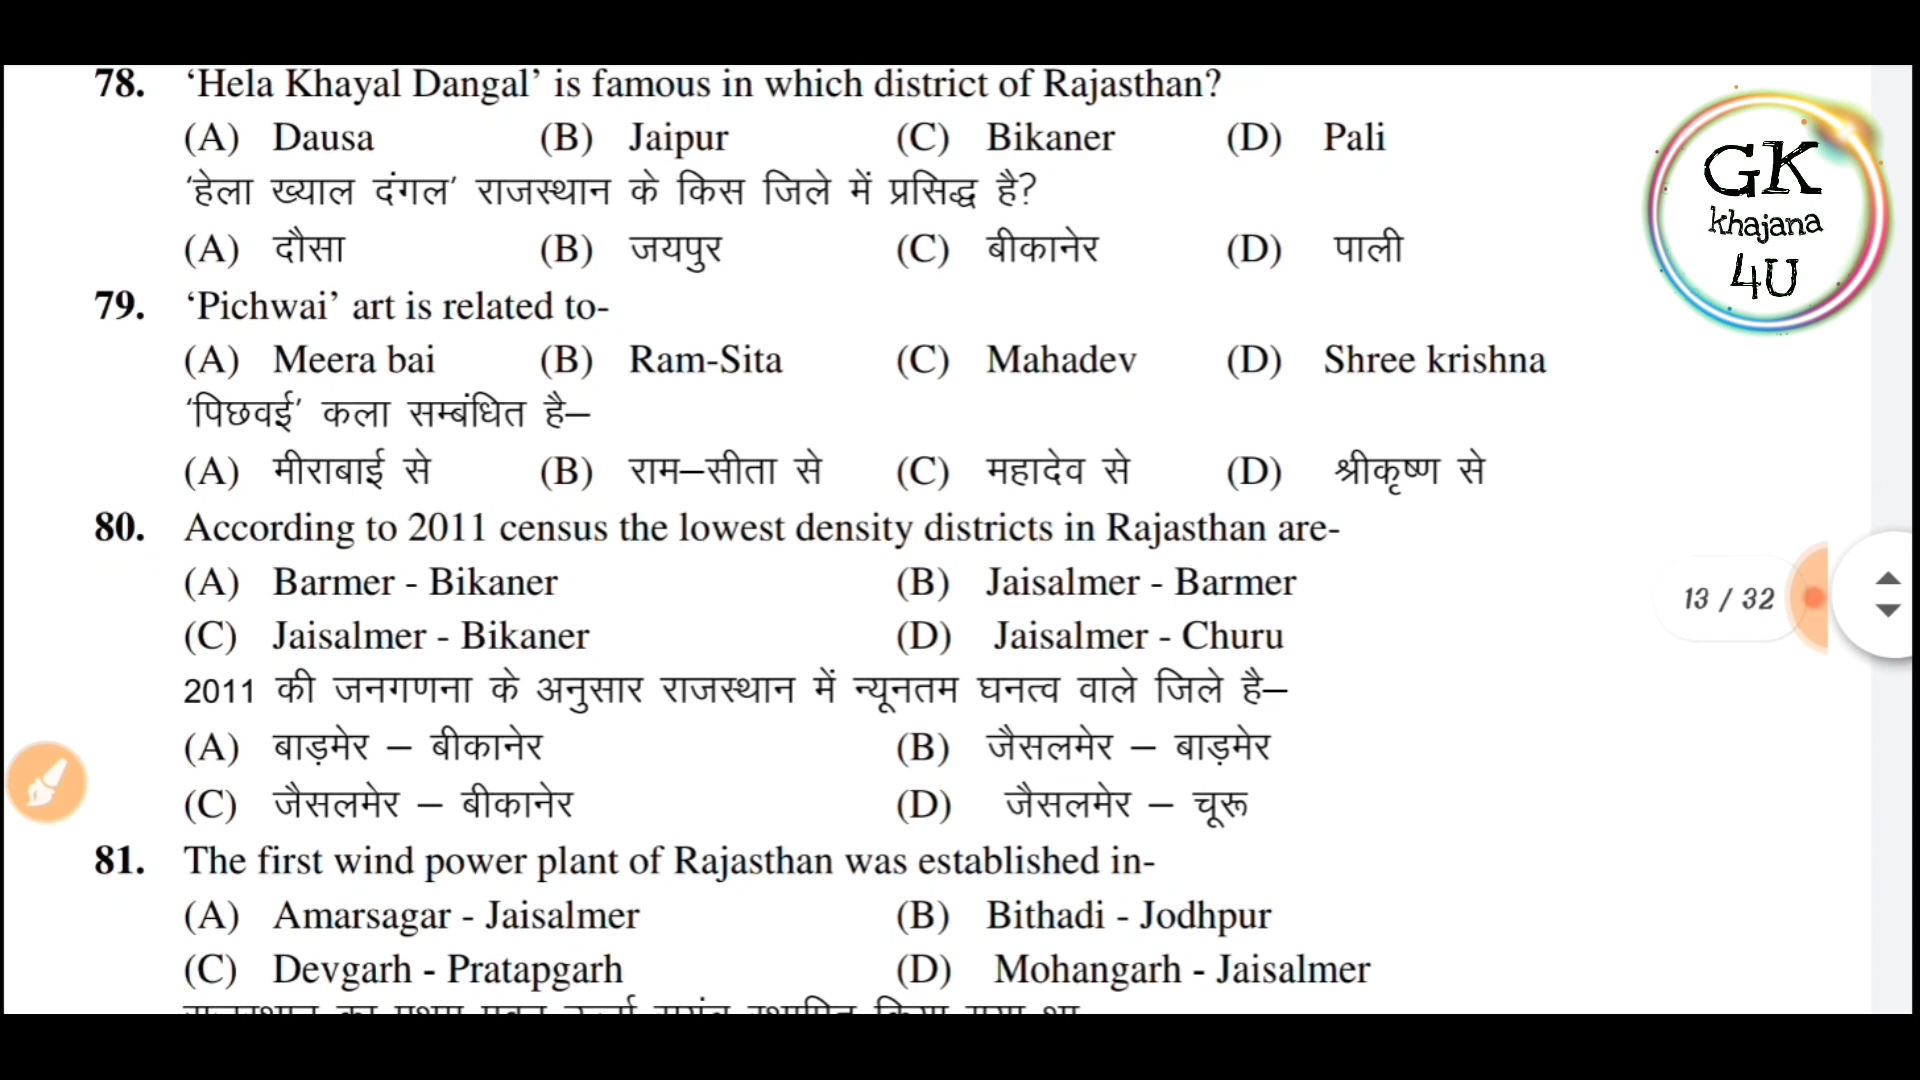 78. ‘Hela Khayal Dangal’ is famous in which district of Rajasthan?
(A) Dausa (B) Jaipur (C) Bikaner (D) Pali
‘हेला ख्याल दंगल’ राजस्थान के किस जिले में प्रसिद्ध है?
(A) दौसा (B) जयपुर (C) बीकानेर (D) पाली
79. ‘Pichwai’ art is related to-
(A) Meera bai (B) Ram-Sita (C) Mahadev (D) Shree krishna
‘पिछवई’ कला सम्बंधित है–
(A) मीराबाई से (B) राम–सीता से (C) महादेव से (D) श्रीकृष्ण से
80. According to 2011 census the lowest density districts in Rajasthan are-
(A) Barmer - Bikaner (B) Jaisalmer - Barmer
(C) Jaisalmer - Bikaner (D) Jaisalmer - Churu
2011 की जनगणना के अनुसार राजस्थान में न्यूनतम घनत्व वाले जिले है–
(A) बाड़मेर – बीकानेर (B) जैसलमेर – बाड़मेर
(C) जैसलमेर – बीकानेर (D) जैसलमेर – चूरू
81. The first wind power plant of Rajasthan was established in-
(A) Amarsagar - Jaisalmer (B) Bithadi - Jodhpur
(C) Devgarh - Pratapgarh (D) Mohangarh - Jaisalmer
GK
khajana
4U
13 / 32